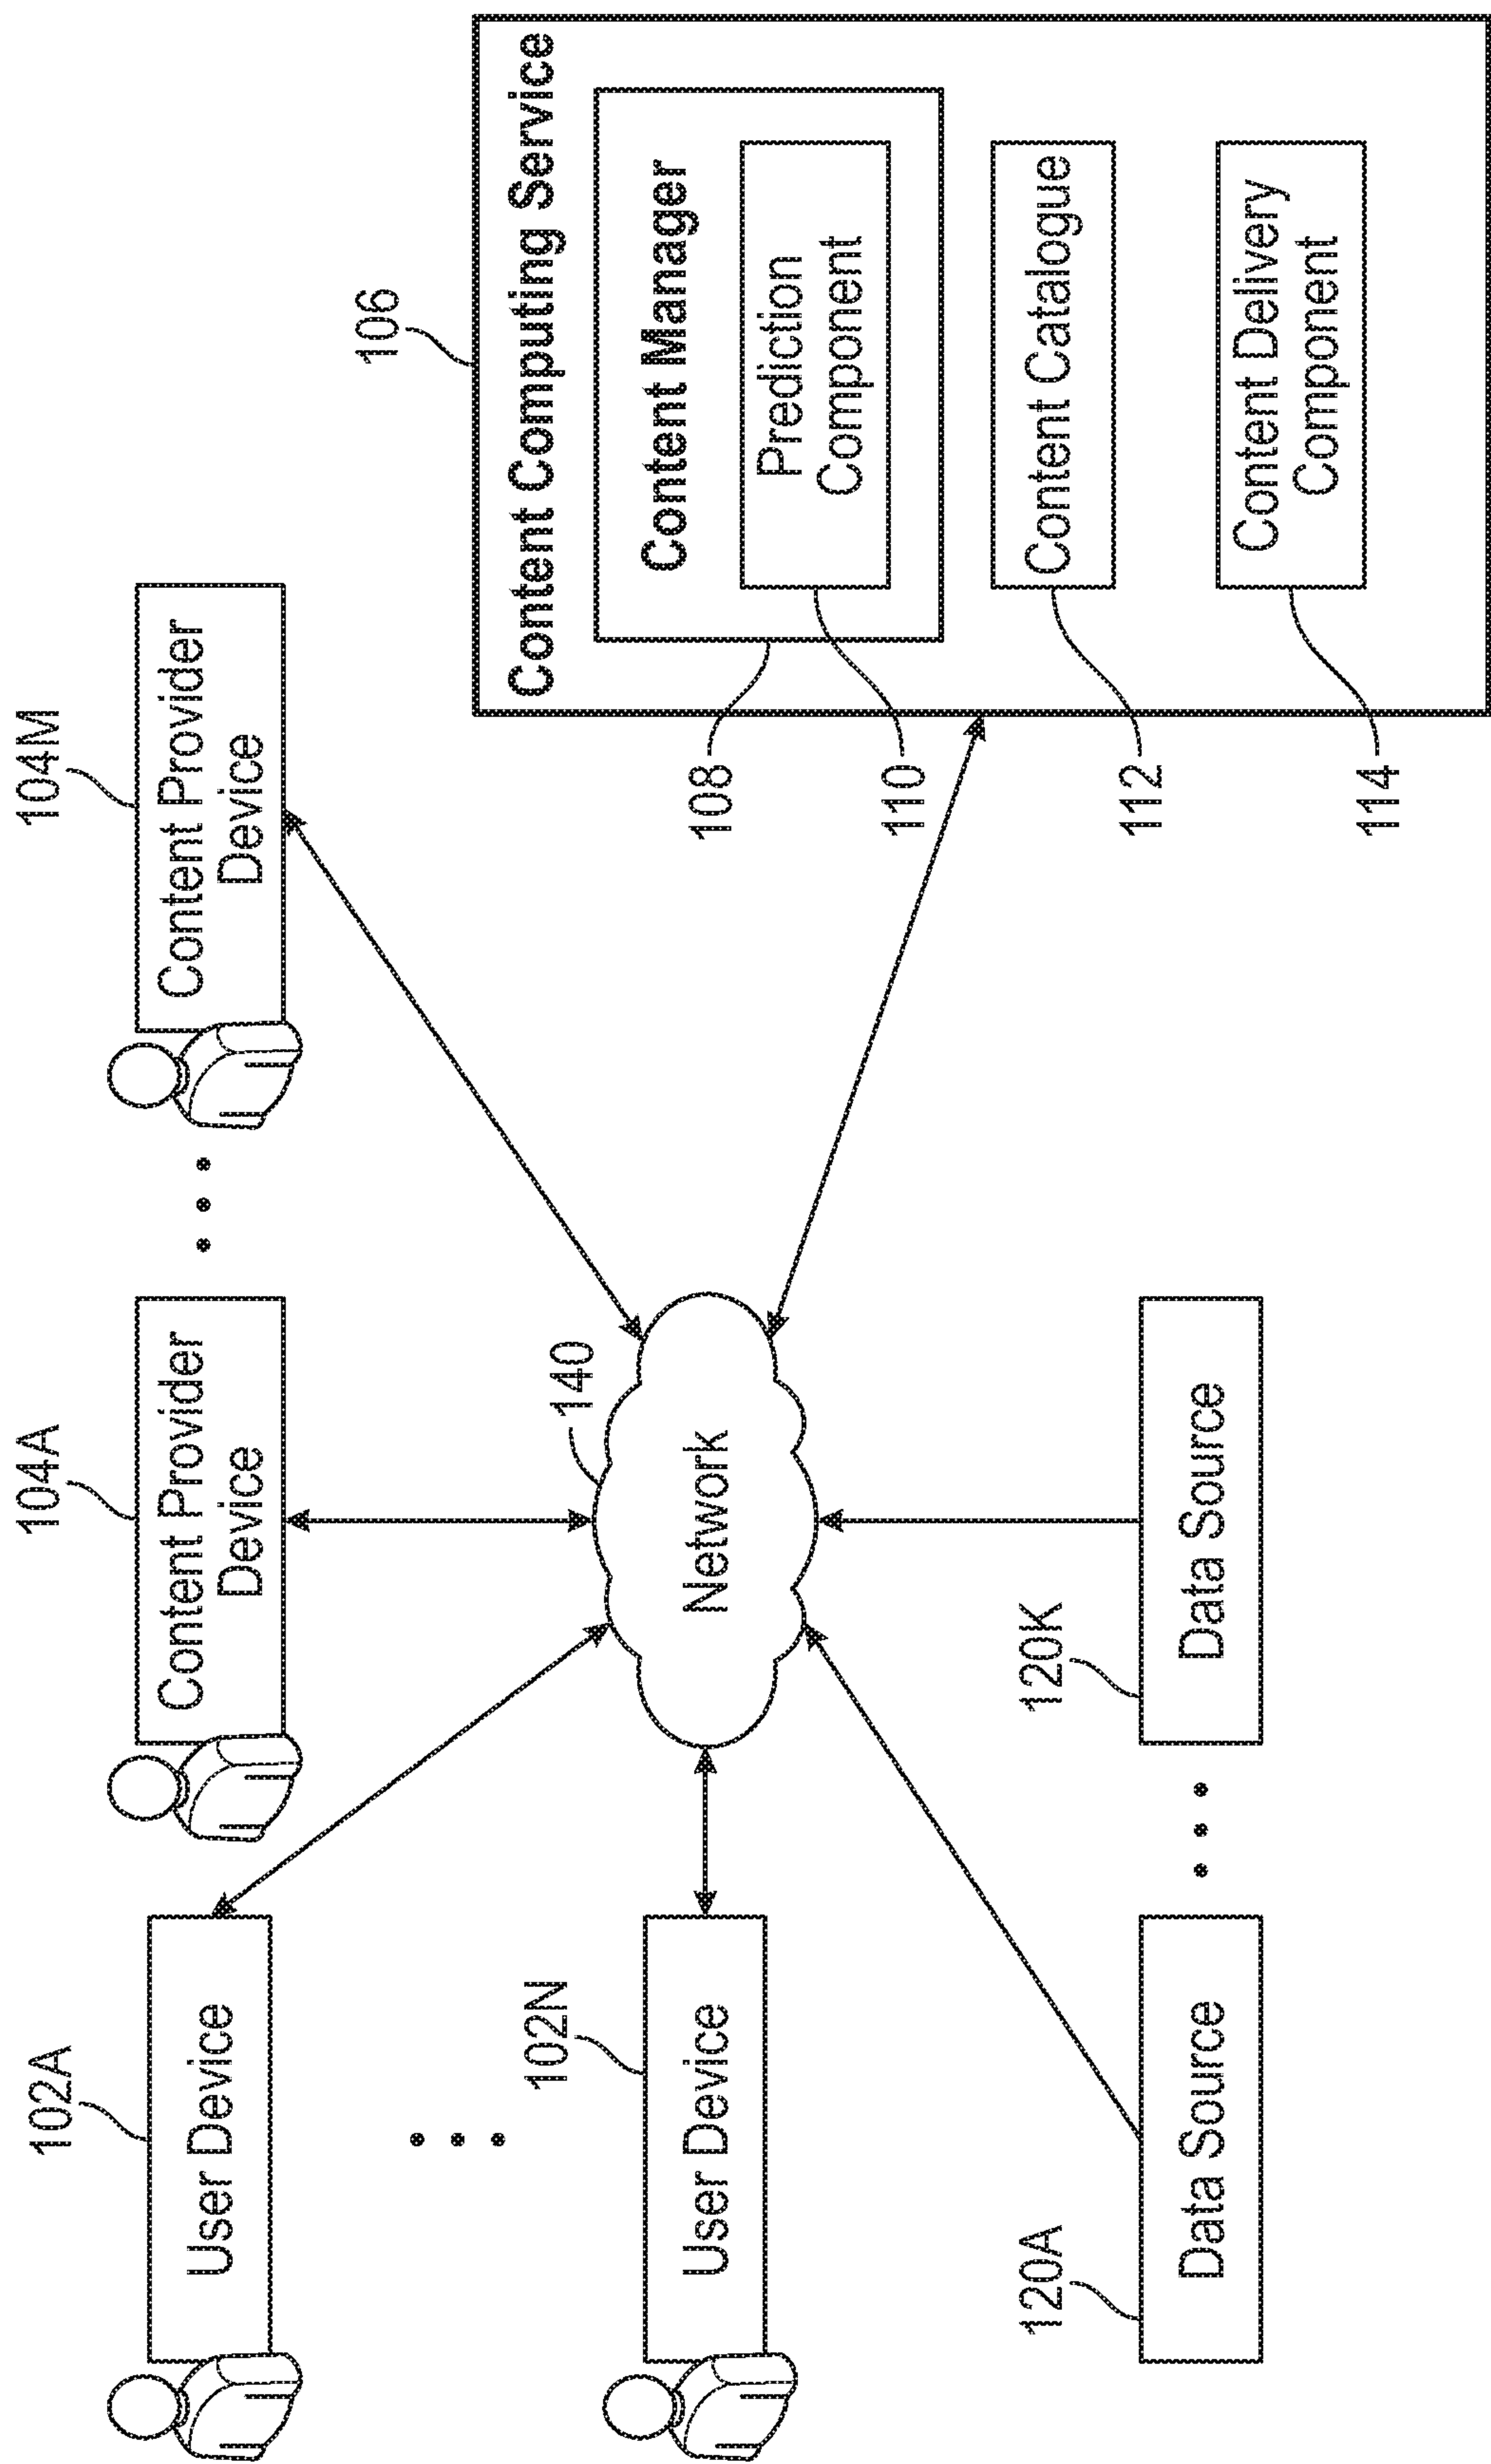 102A
User Device
102N
User Device
104A
Content Provider
Device
104M
Content Provider
Device
140
Network
120A
Data Source
120K
Data Source
106
Content Computing Service
Content Manager
Prediction
Component
Content Catalogue
Content Delivery
Component
108
110
112
114